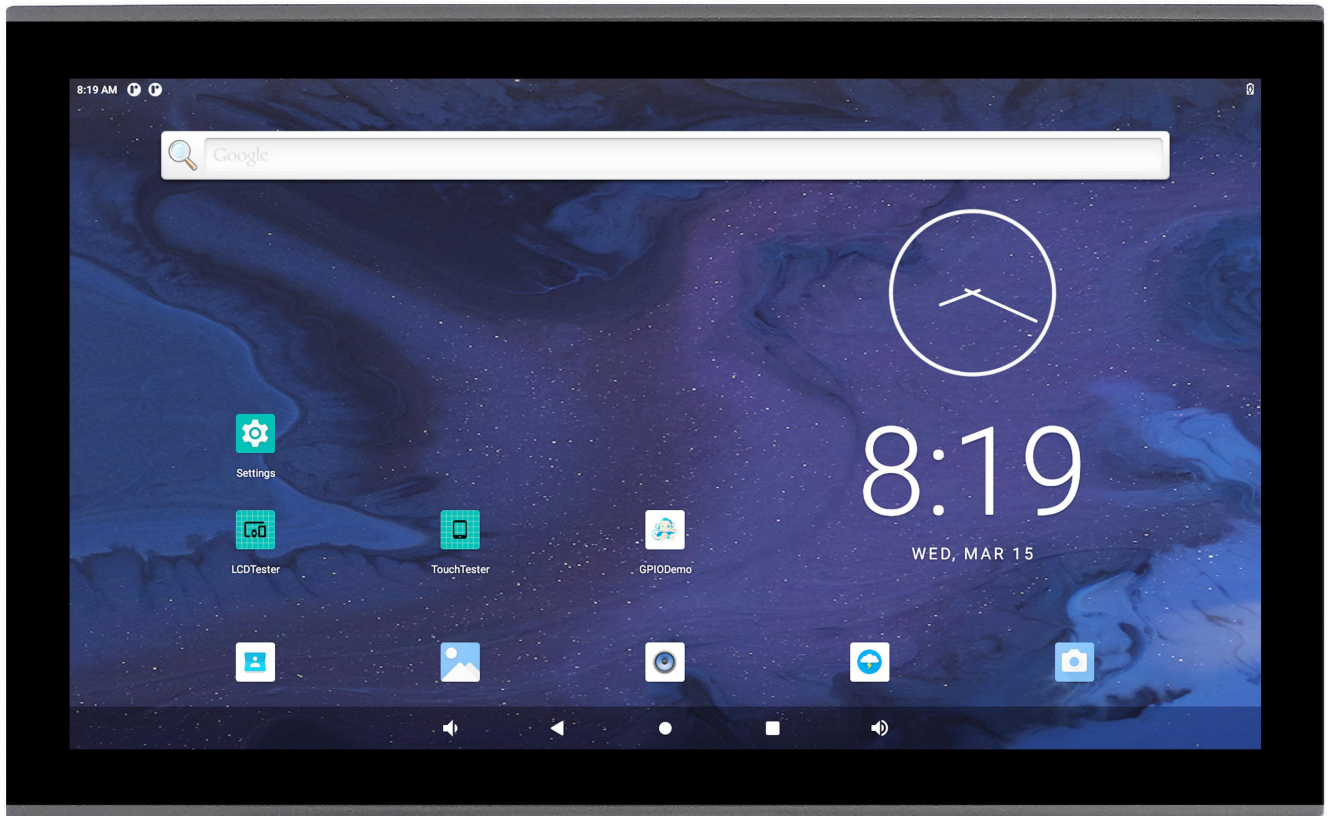 8:19 AM
Google
8:19
WED, MAR 15
Settings
LCDTester
TouchTester
GPIODemo